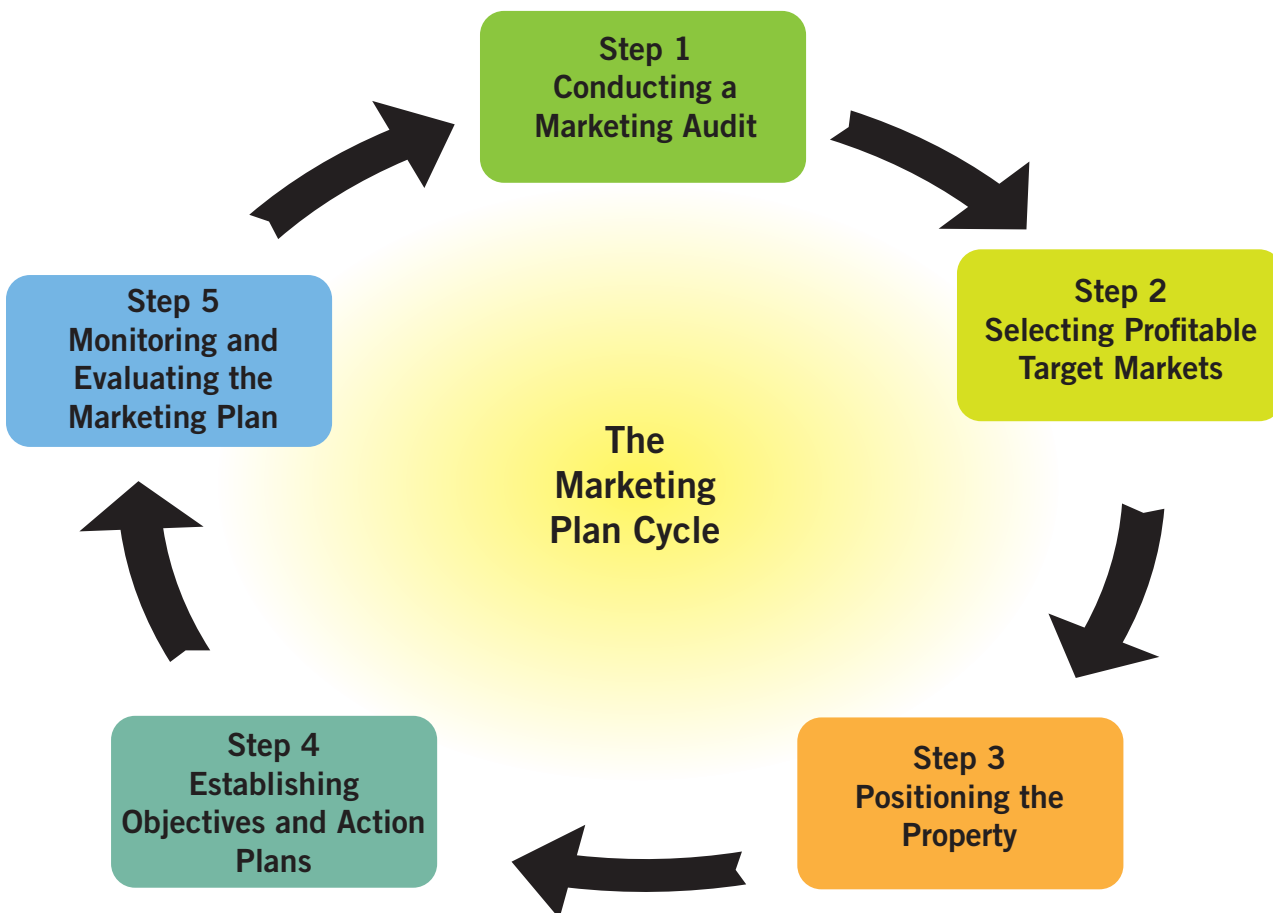 Step 1
Conducting a
Marketing Audit
Step 2
Selecting Profitable
Target Markets
Step 3
Positioning the
Property
Step 4
Establishing
Objectives and Action
Plans
Step 5
Monitoring and
Evaluating the
Marketing Plan
The
Marketing
Plan Cycle